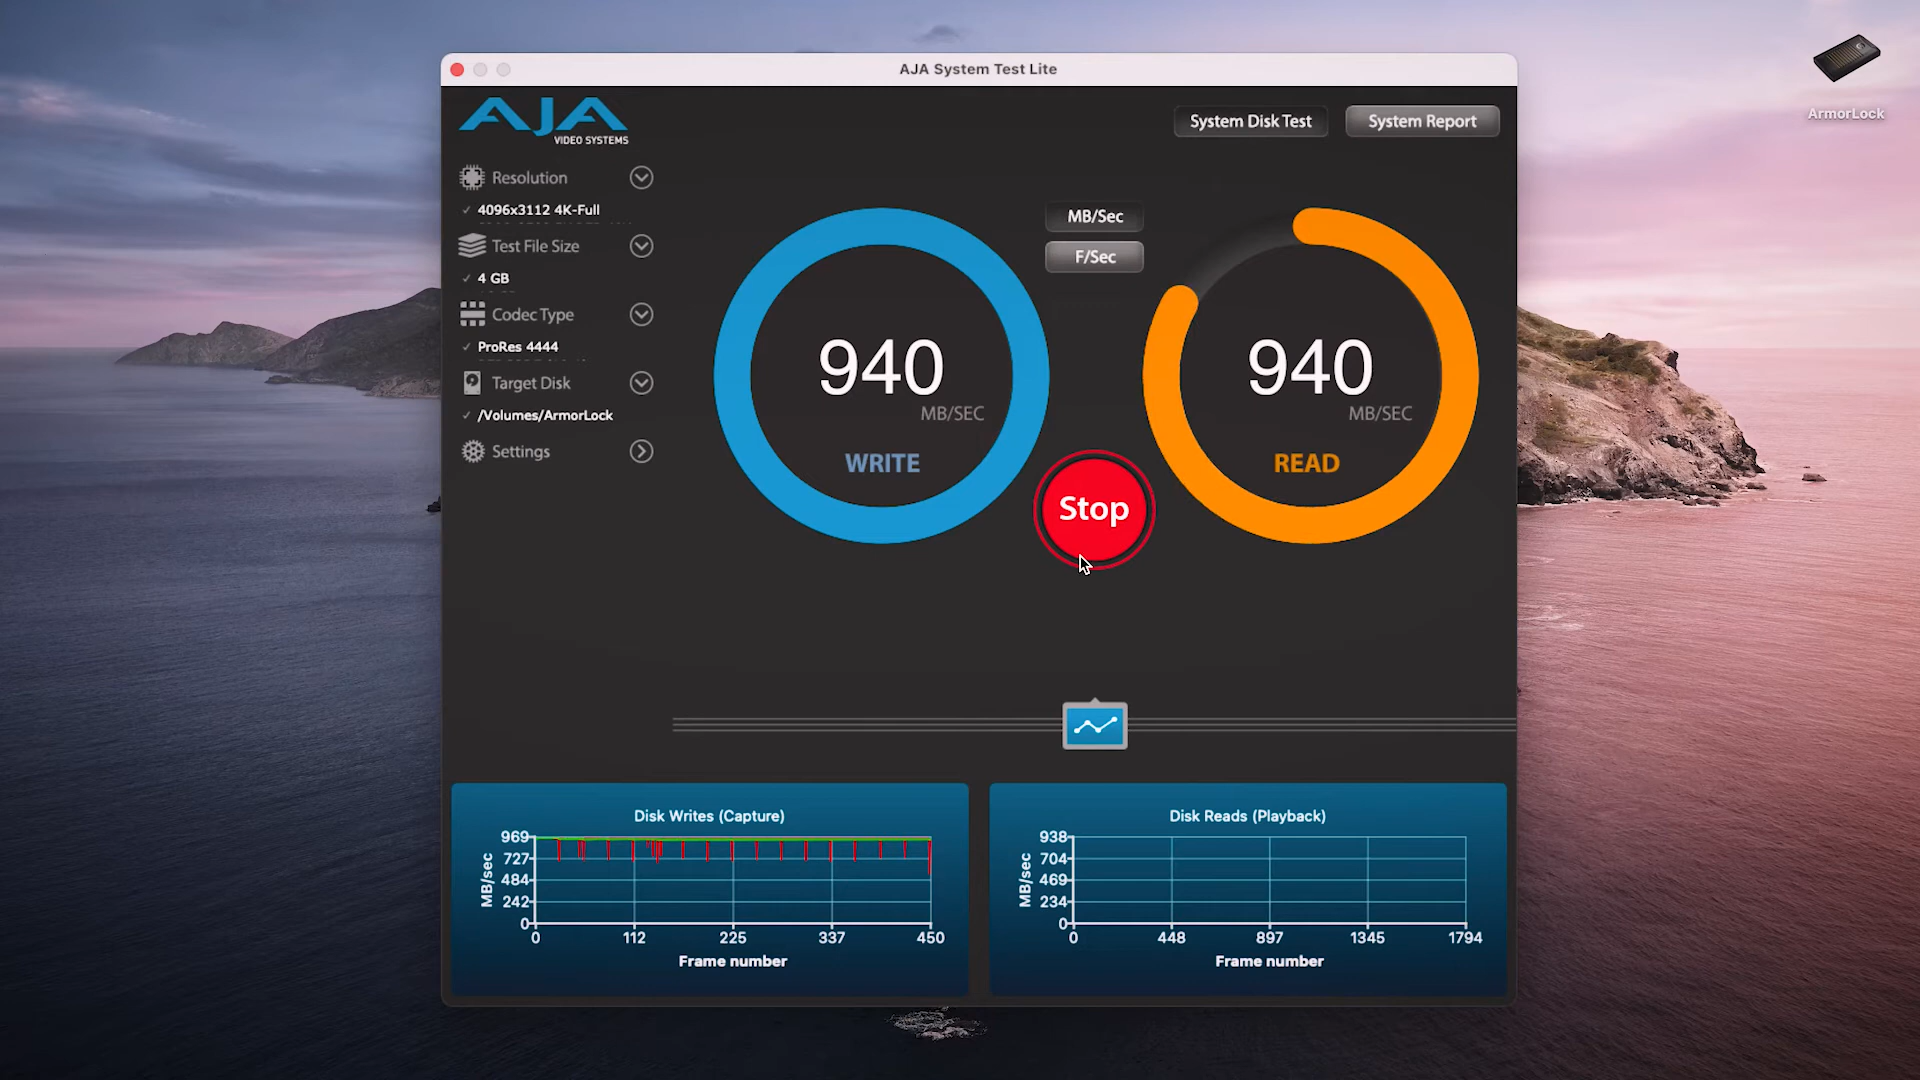 AJA System Test Lite
ArmorLock
AJA
VIDEO SYSTEMS
System Disk Test
System Report
Resolution
4096x3112 4K-Full
Test File Size
4 GB
Codec Type
ProRes 4444
Target Disk
/Volumes/ArmorLock
Settings
MB/Sec
F/Sec
940
MB/SEC
WRITE
940
MB/SEC
READ
Stop
Disk Writes (Capture)
969
727
484
242
0
MB/sec
0 112 225 337 450
Frame number
Disk Reads (Playback)
938
704
469
234
0
MB/sec
0 448 897 1345 1794
Frame number